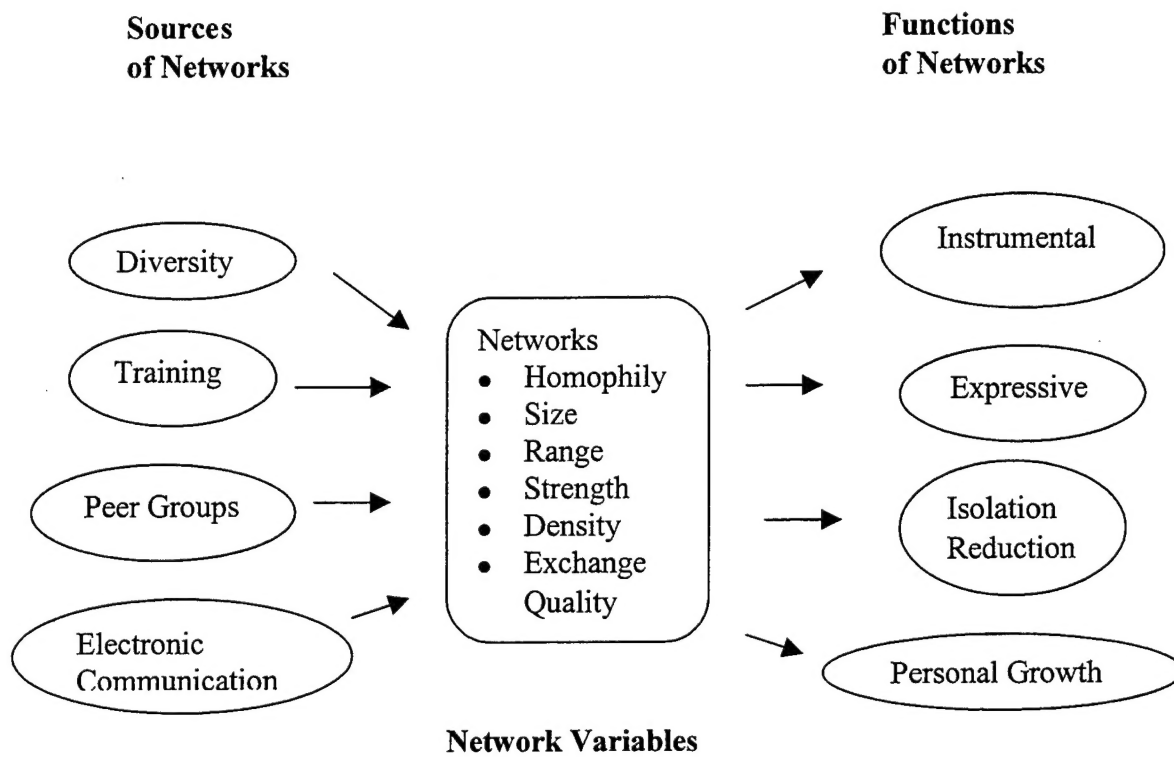 Sources
of Networks
Functions
of Networks
Diversity
Training
Peer Groups
Electronic
Communication
Networks
• Homophily
• Size
• Range
• Strength
• Density
• Exchange
Quality
Instrumental
Expressive
Isolation
Reduction
Personal Growth
Network Variables